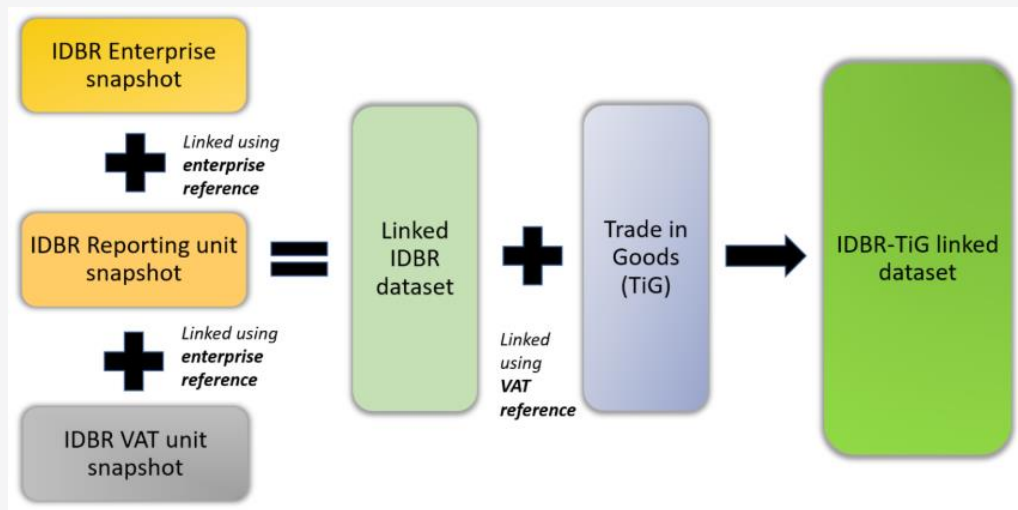 IDBR Enterprise
snapshot
Linked using
enterprise
reference
IDBR Reporting unit
snapshot
Linked using
enterprise
reference
IDBR VAT unit
snapshot
Linked
IDBR
dataset
Linked
using
VAT
reference
Trade in
Goods
(TiG)
IDBR-TiG linked
dataset